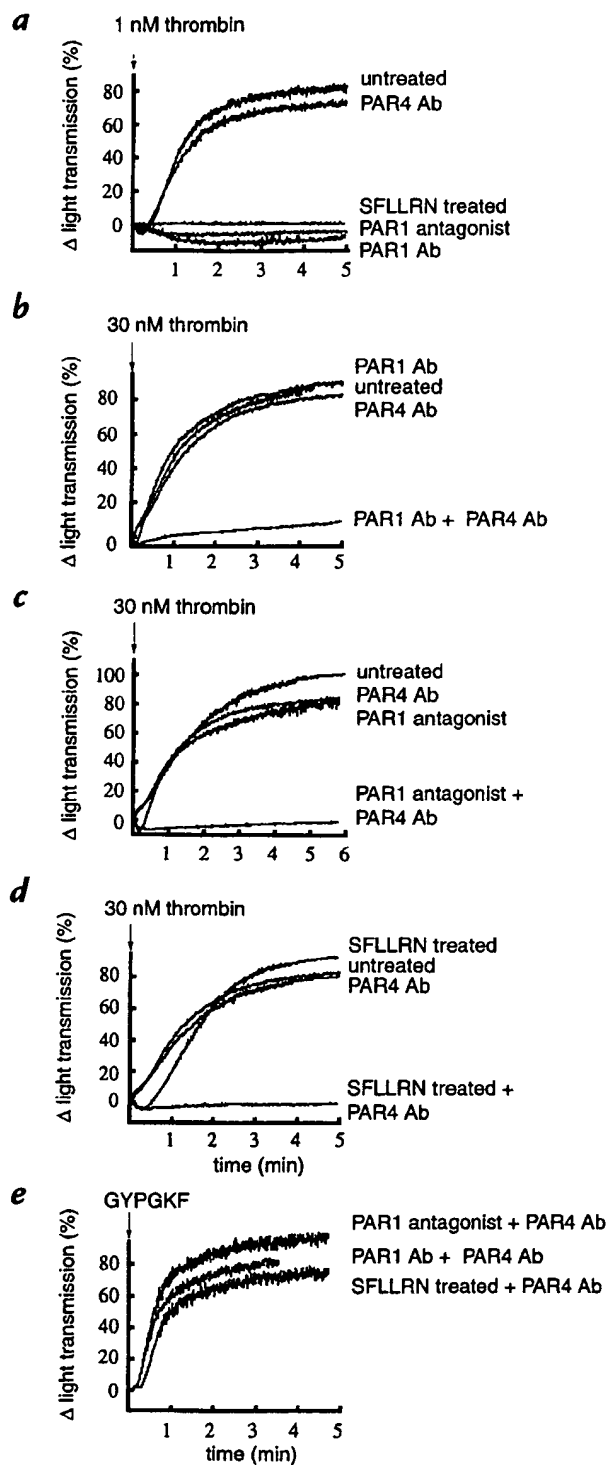 a
1 nM thrombin
Δ light transmission (%)
80
60
40
20
0
untreated
PAR4 Ab
SFLLRN treated
PAR1 antagonist
PAR1 Ab
1 2 3 4 5
b
30 nM thrombin
Δ light transmission (%)
80
60
40
20
0
PAR1 Ab
untreated
PAR4 Ab
PAR1 Ab + PAR4 Ab
1 2 3 4 5
c
30 nM thrombin
Δ light transmission (%)
100
80
60
40
20
0
untreated
PAR4 Ab
PAR1 antagonist
PAR1 antagonist +
PAR4 Ab
1 2 3 4 5 6
d
30 nM thrombin
Δ light transmission (%)
80
60
40
20
0
SFLLRN treated
untreated
PAR4 Ab
SFLLRN treated +
PAR4 Ab
1 2 3 4 5
time (min)
e
GYPGKF
Δ light transmission (%)
80
60
40
20
0
PAR1 antagonist + PAR4 Ab
PAR1 Ab + PAR4 Ab
SFLLRN treated + PAR4 Ab
1 2 3 4 5
time (min)